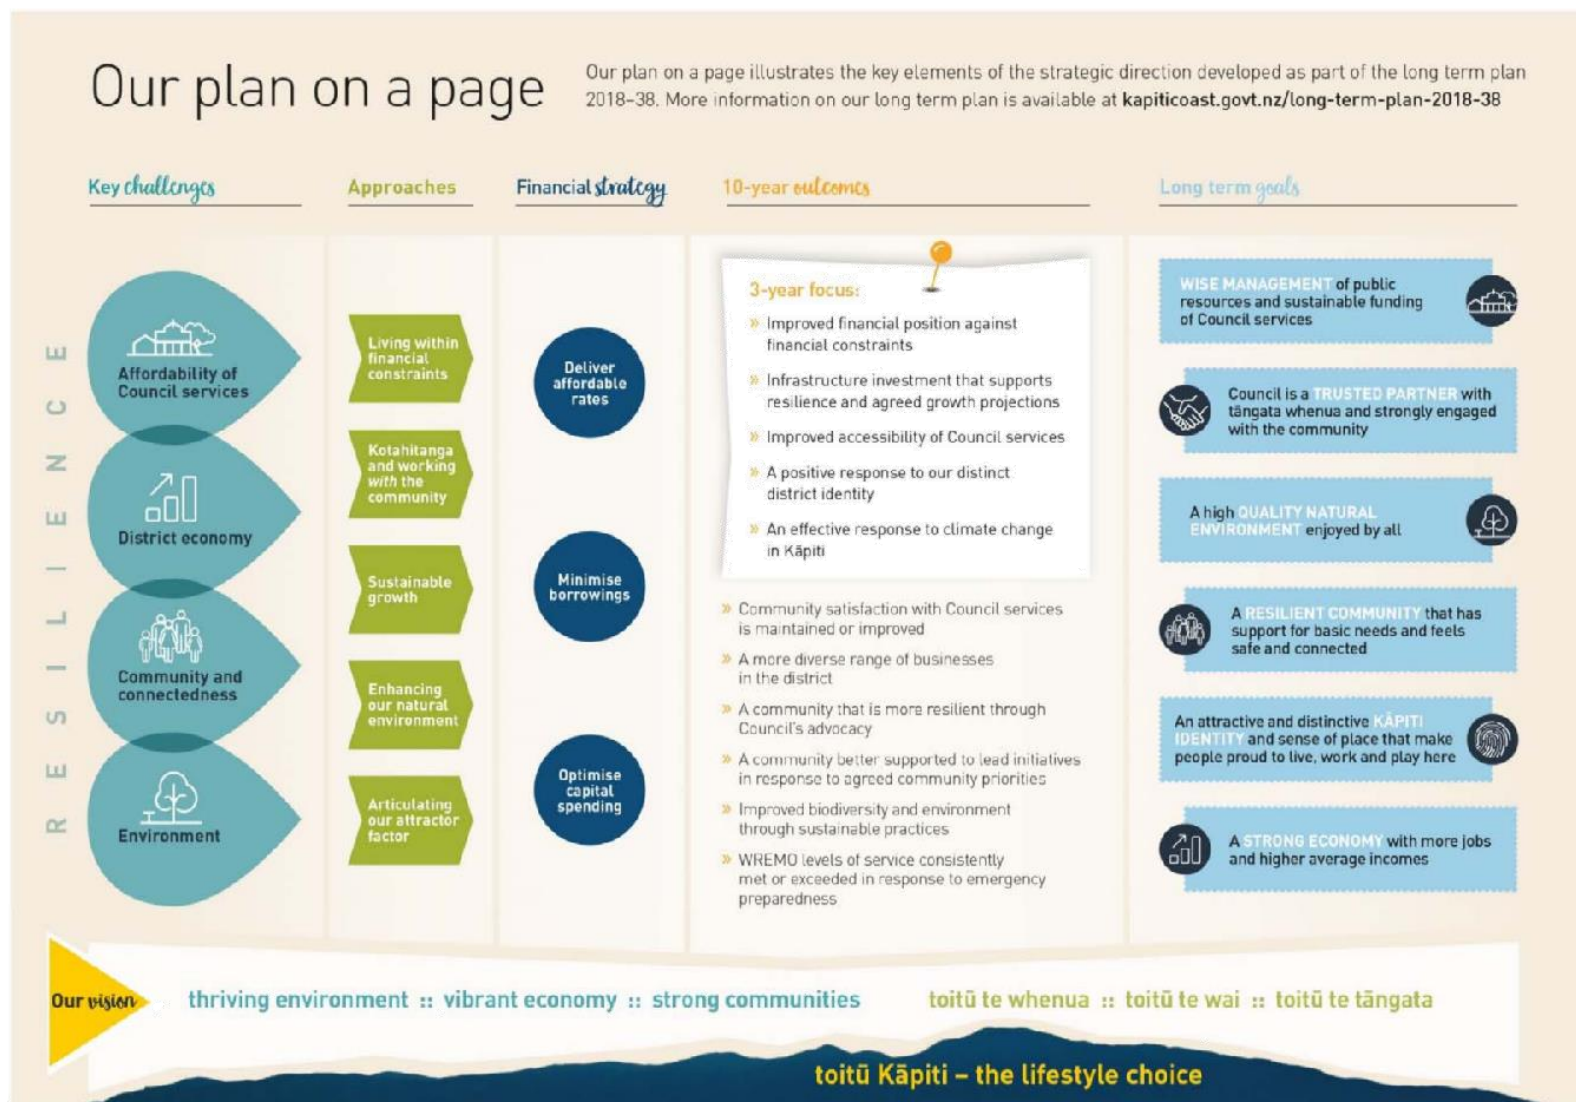 Our plan on a page
Our plan on a page illustrates the key elements of the strategic direction developed as part of the long term plan
2018–38. More information on our long term plan is available at kapiticoast.govt.nz/long-term-plan-2018-38
Key challenges
Approaches
Financial strategy
10-year outcomes
Long term goals
RESILIENCE
Affordability of
Council services
District economy
Community and
connectedness
Environment
Living within
financial
constraints
Kotahitanga
and working
with the
community
Sustainable
growth
Enhancing
our natural
environment
Articulating
our attractor
factor
Deliver
affordable
rates
Minimise
borrowings
Optimise
capital
spending
3-year focus:
» Improved financial position against
financial constraints
» Infrastructure investment that supports
resilience and agreed growth projections
» Improved accessibility of Council services
» A positive response to our distinct
district identity
» An effective response to climate change
in Kāpiti
» Community satisfaction with Council services
is maintained or improved
» A more diverse range of businesses
in the district
» A community that is more resilient through
Council's advocacy
» A community better supported to lead initiatives
in response to agreed community priorities
» Improved biodiversity and environment
through sustainable practices
» WREMO levels of service consistently
met or exceeded in response to emergency
preparedness
WISE MANAGEMENT of public
resources and sustainable funding
of Council services
Council is a TRUSTED PARTNER with
tāngata whenua and strongly engaged
with the community
A high QUALITY NATURAL
ENVIRONMENT enjoyed by all
A RESILIENT COMMUNITY that has
support for basic needs and feels
safe and connected
An attractive and distinctive KĀPITI
IDENTITY and sense of place that make
people proud to live, work and play here
A STRONG ECONOMY with more jobs
and higher average incomes
Our vision
thriving environment :: vibrant economy :: strong communities
toitū te whenua :: toitū te wai :: toitū te tāngata
toitū Kāpiti – the lifestyle choice